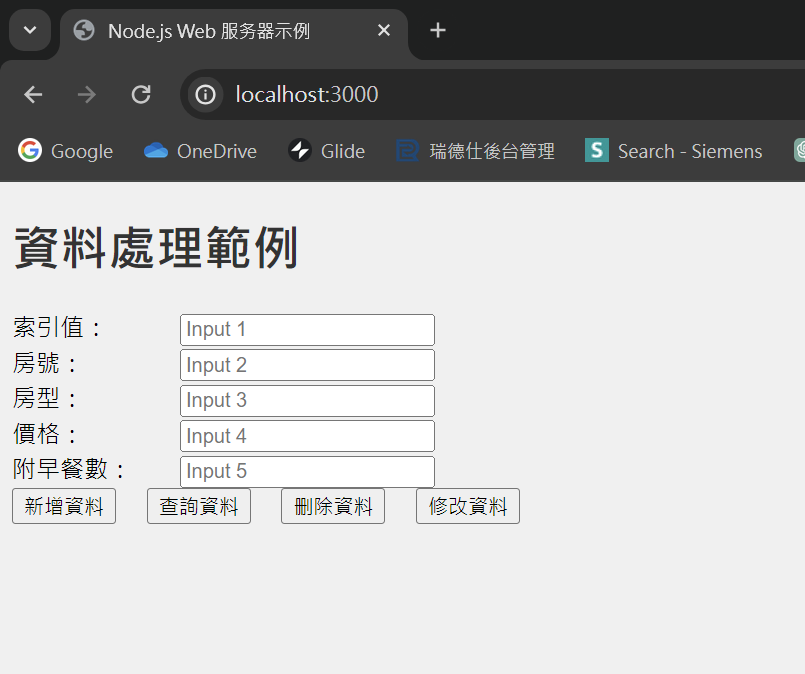 Node.js Web 服务器示例
localhost:3000
Google OneDrive Glide 瑞德仕後台管理 S Search - Siemens
資料處理範例
索引值： Input 1
房號： Input 2
房型： Input 3
價格： Input 4
附早餐數： Input 5
新增資料 查詢資料 刪除資料 修改資料